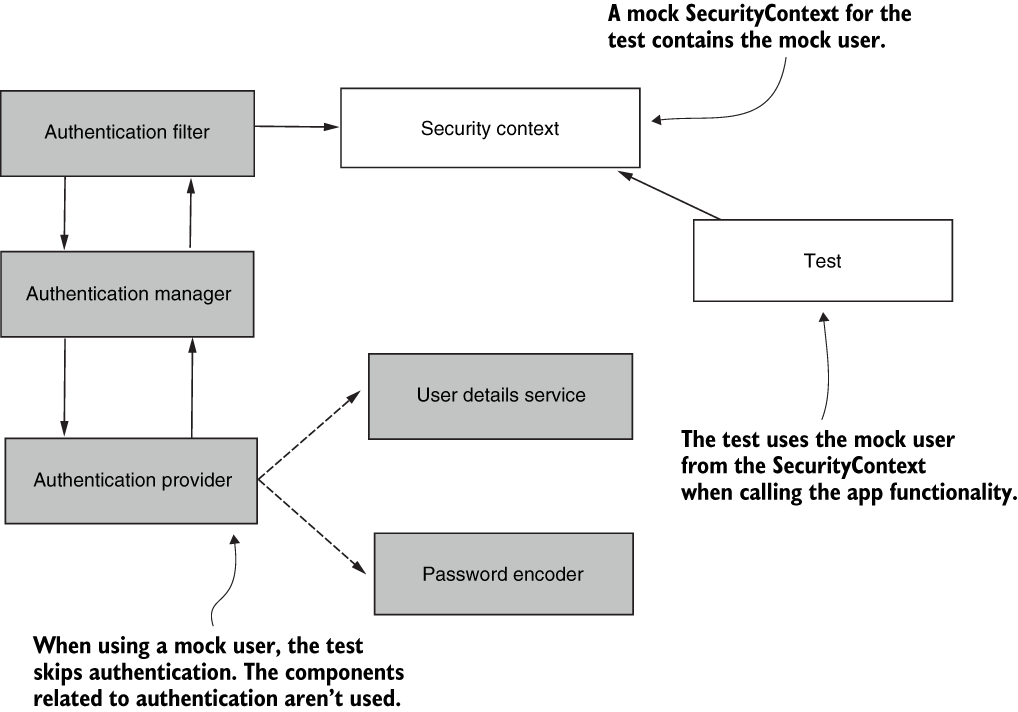 A mock SecurityContext for the
test contains the mock user.
Authentication filter
Security context
Test
Authentication manager
User details service
The test uses the mock user
from the SecurityContext
when calling the app functionality.
Authentication provider
Password encoder
When using a mock user, the test
skips authentication. The components
related to authentication aren’t used.